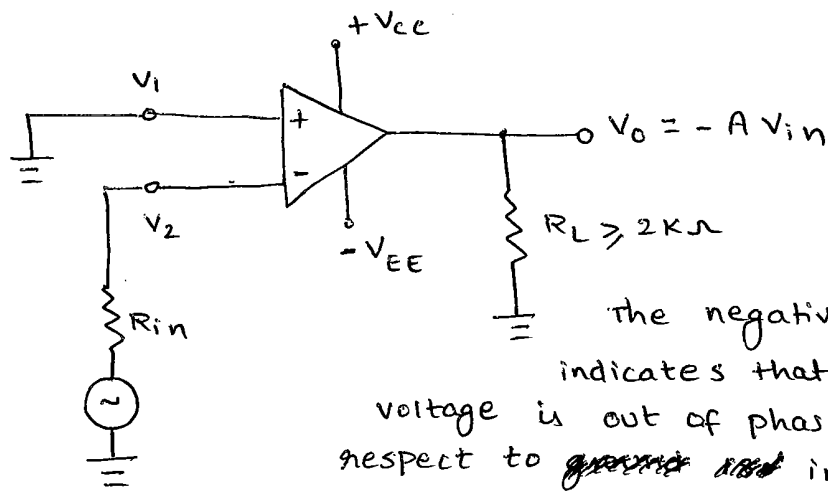 + Vcc
V1
+
Vo = - A Vin
-
V2
- VEE
RL ≥ 2KΩ
Rin
~
The negativ
indicates that
voltage is out of phas
respect to in